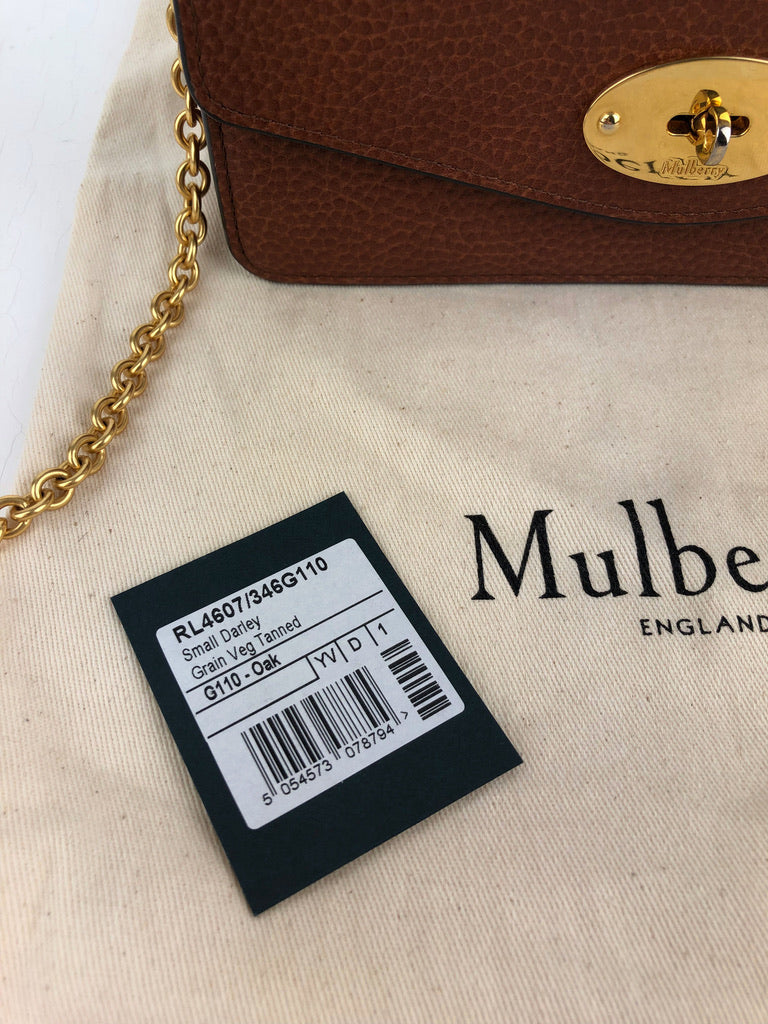 Mulberry
Mulbe
ENGLAND
RL4607/346G110
Small Darley
Grain Veg Tanned
G110 - Oak
YV D 1
5 054573 078794 >